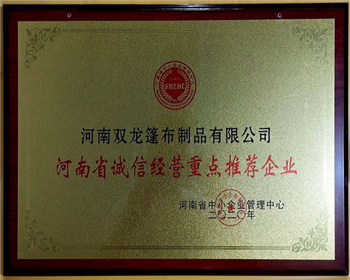 SMEMC
河南双龙篷布制品有限公司
河南省诚信经营重点推荐企业
河南省中小企业管理中心
二〇二〇年